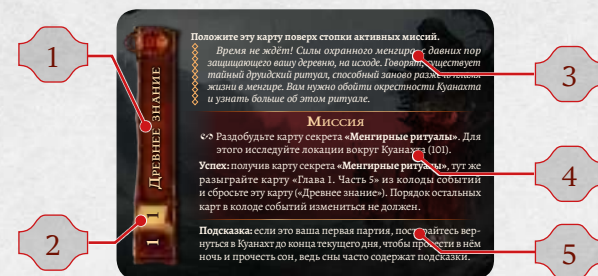 Положите эту карту поверх стопки активных миссий.
Время не ждёт! Силы охранного менгира, с давних пор
защищающего вашу деревню, на исходе. Говорят, существует
тайный друидский ритуал, способный заново разжечь пламя
жизни в менгире. Вам нужно обойти окрестности Куанахта
и узнать больше об этом ритуале.
Миссия
Раздобудьте карту секрета «Менгирные ритуалы». Для
этого исследуйте локации вокруг Куанахта (101).
Успех: получив карту секрета «Менгирные ритуалы», тут же
разыграйте карту «Глава 1. Часть 5» из колоды событий
и сбросьте эту карту («Древнее знание»). Порядок остальных
карт в колоде событий измениться не должен.
Подсказка: если это ваша первая партия, постарайтесь вер-
нуться в Куанахт до конца текущего дня, чтобы провести в нём
ночь и прочесть сон, ведь сны часто содержат подсказки.
Древнее знание
1
1
1
2
3
4
5